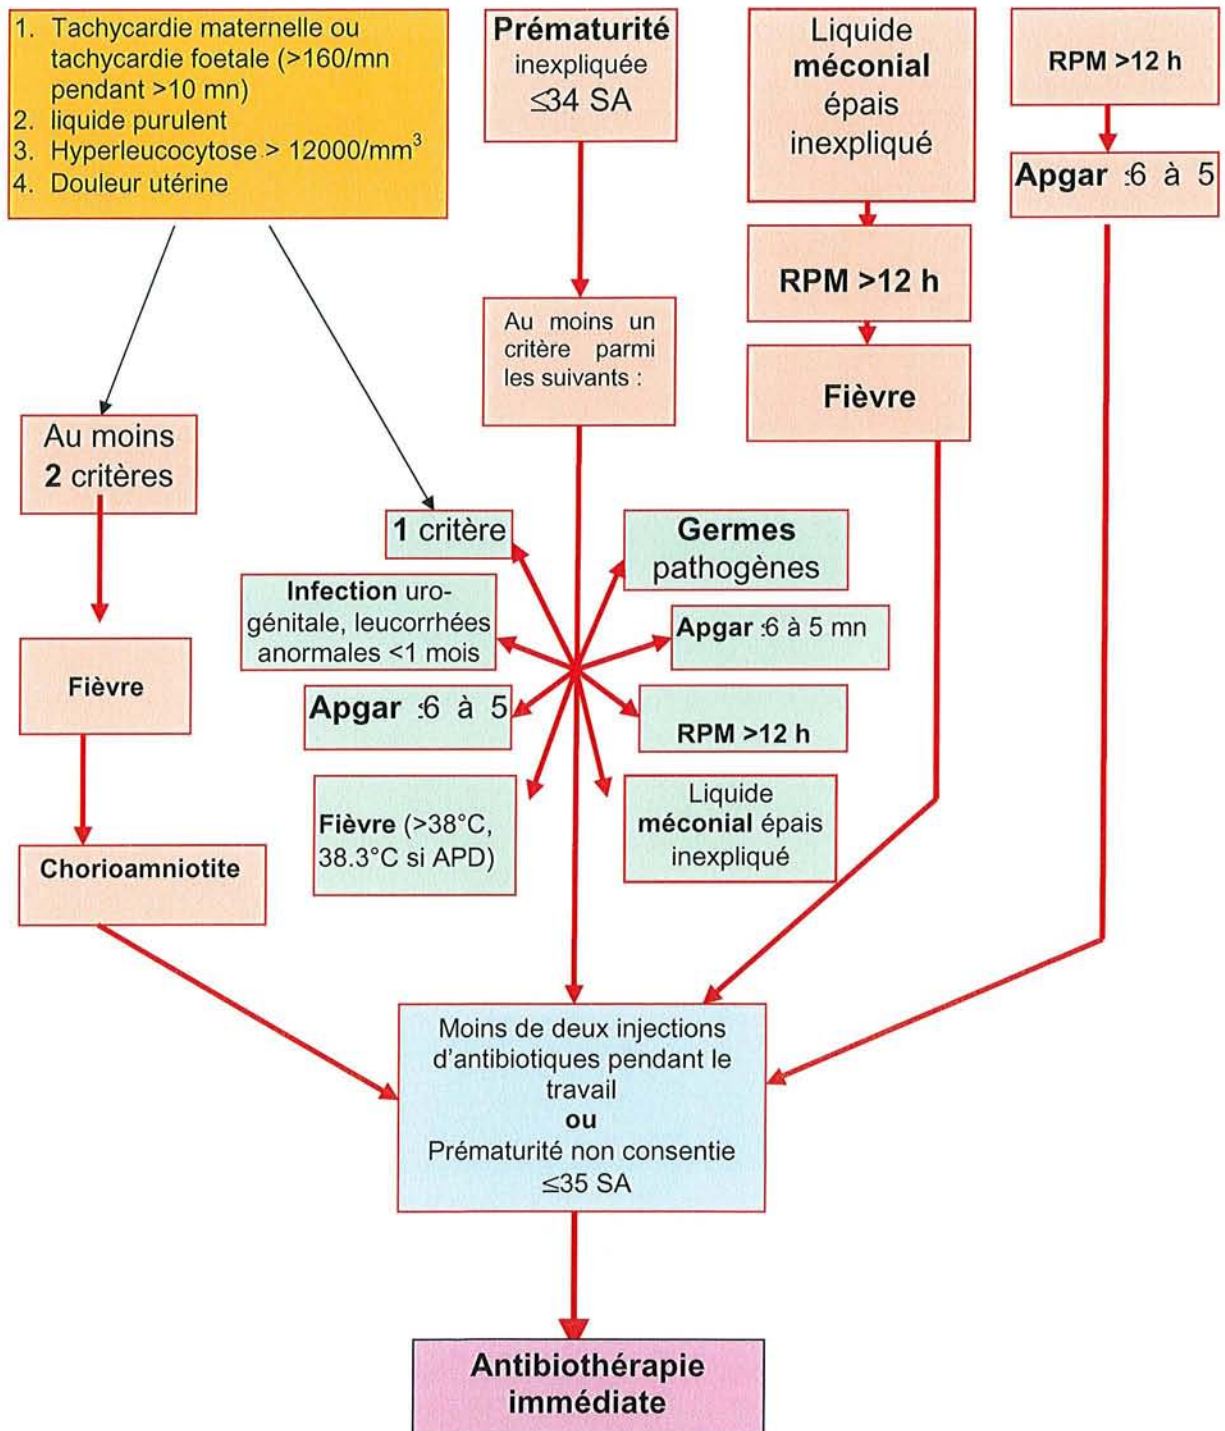 1. Tachycardie maternelle ou
tachycardie foetale (>160/mn
pendant >10 mn)
2. liquide purulent
3. Hyperleucocytose > 12000/mm³
4. Douleur utérine
Prématurité
inexpliquée
≤34 SA
Liquide
méconial
épais
inexpliqué
RPM >12 h
Apgar :6 à 5
RPM >12 h
Au moins un
critère parmi
les suivants :
Fièvre
Au moins
2 critères
1 critère
Germes
pathogènes
Infection uro-
génitale, leucorrhées
anormales <1 mois
Apgar :6 à 5 mn
Fièvre
Apgar :6 à 5
RPM >12 h
Fièvre (>38°C,
38.3°C si APD)
Liquide
méconial épais
inexpliqué
Chorioamniotite
Moins de deux injections
d'antibiotiques pendant le
travail
ou
Prématurité non consentie
≤35 SA
Antibiothérapie
immédiate